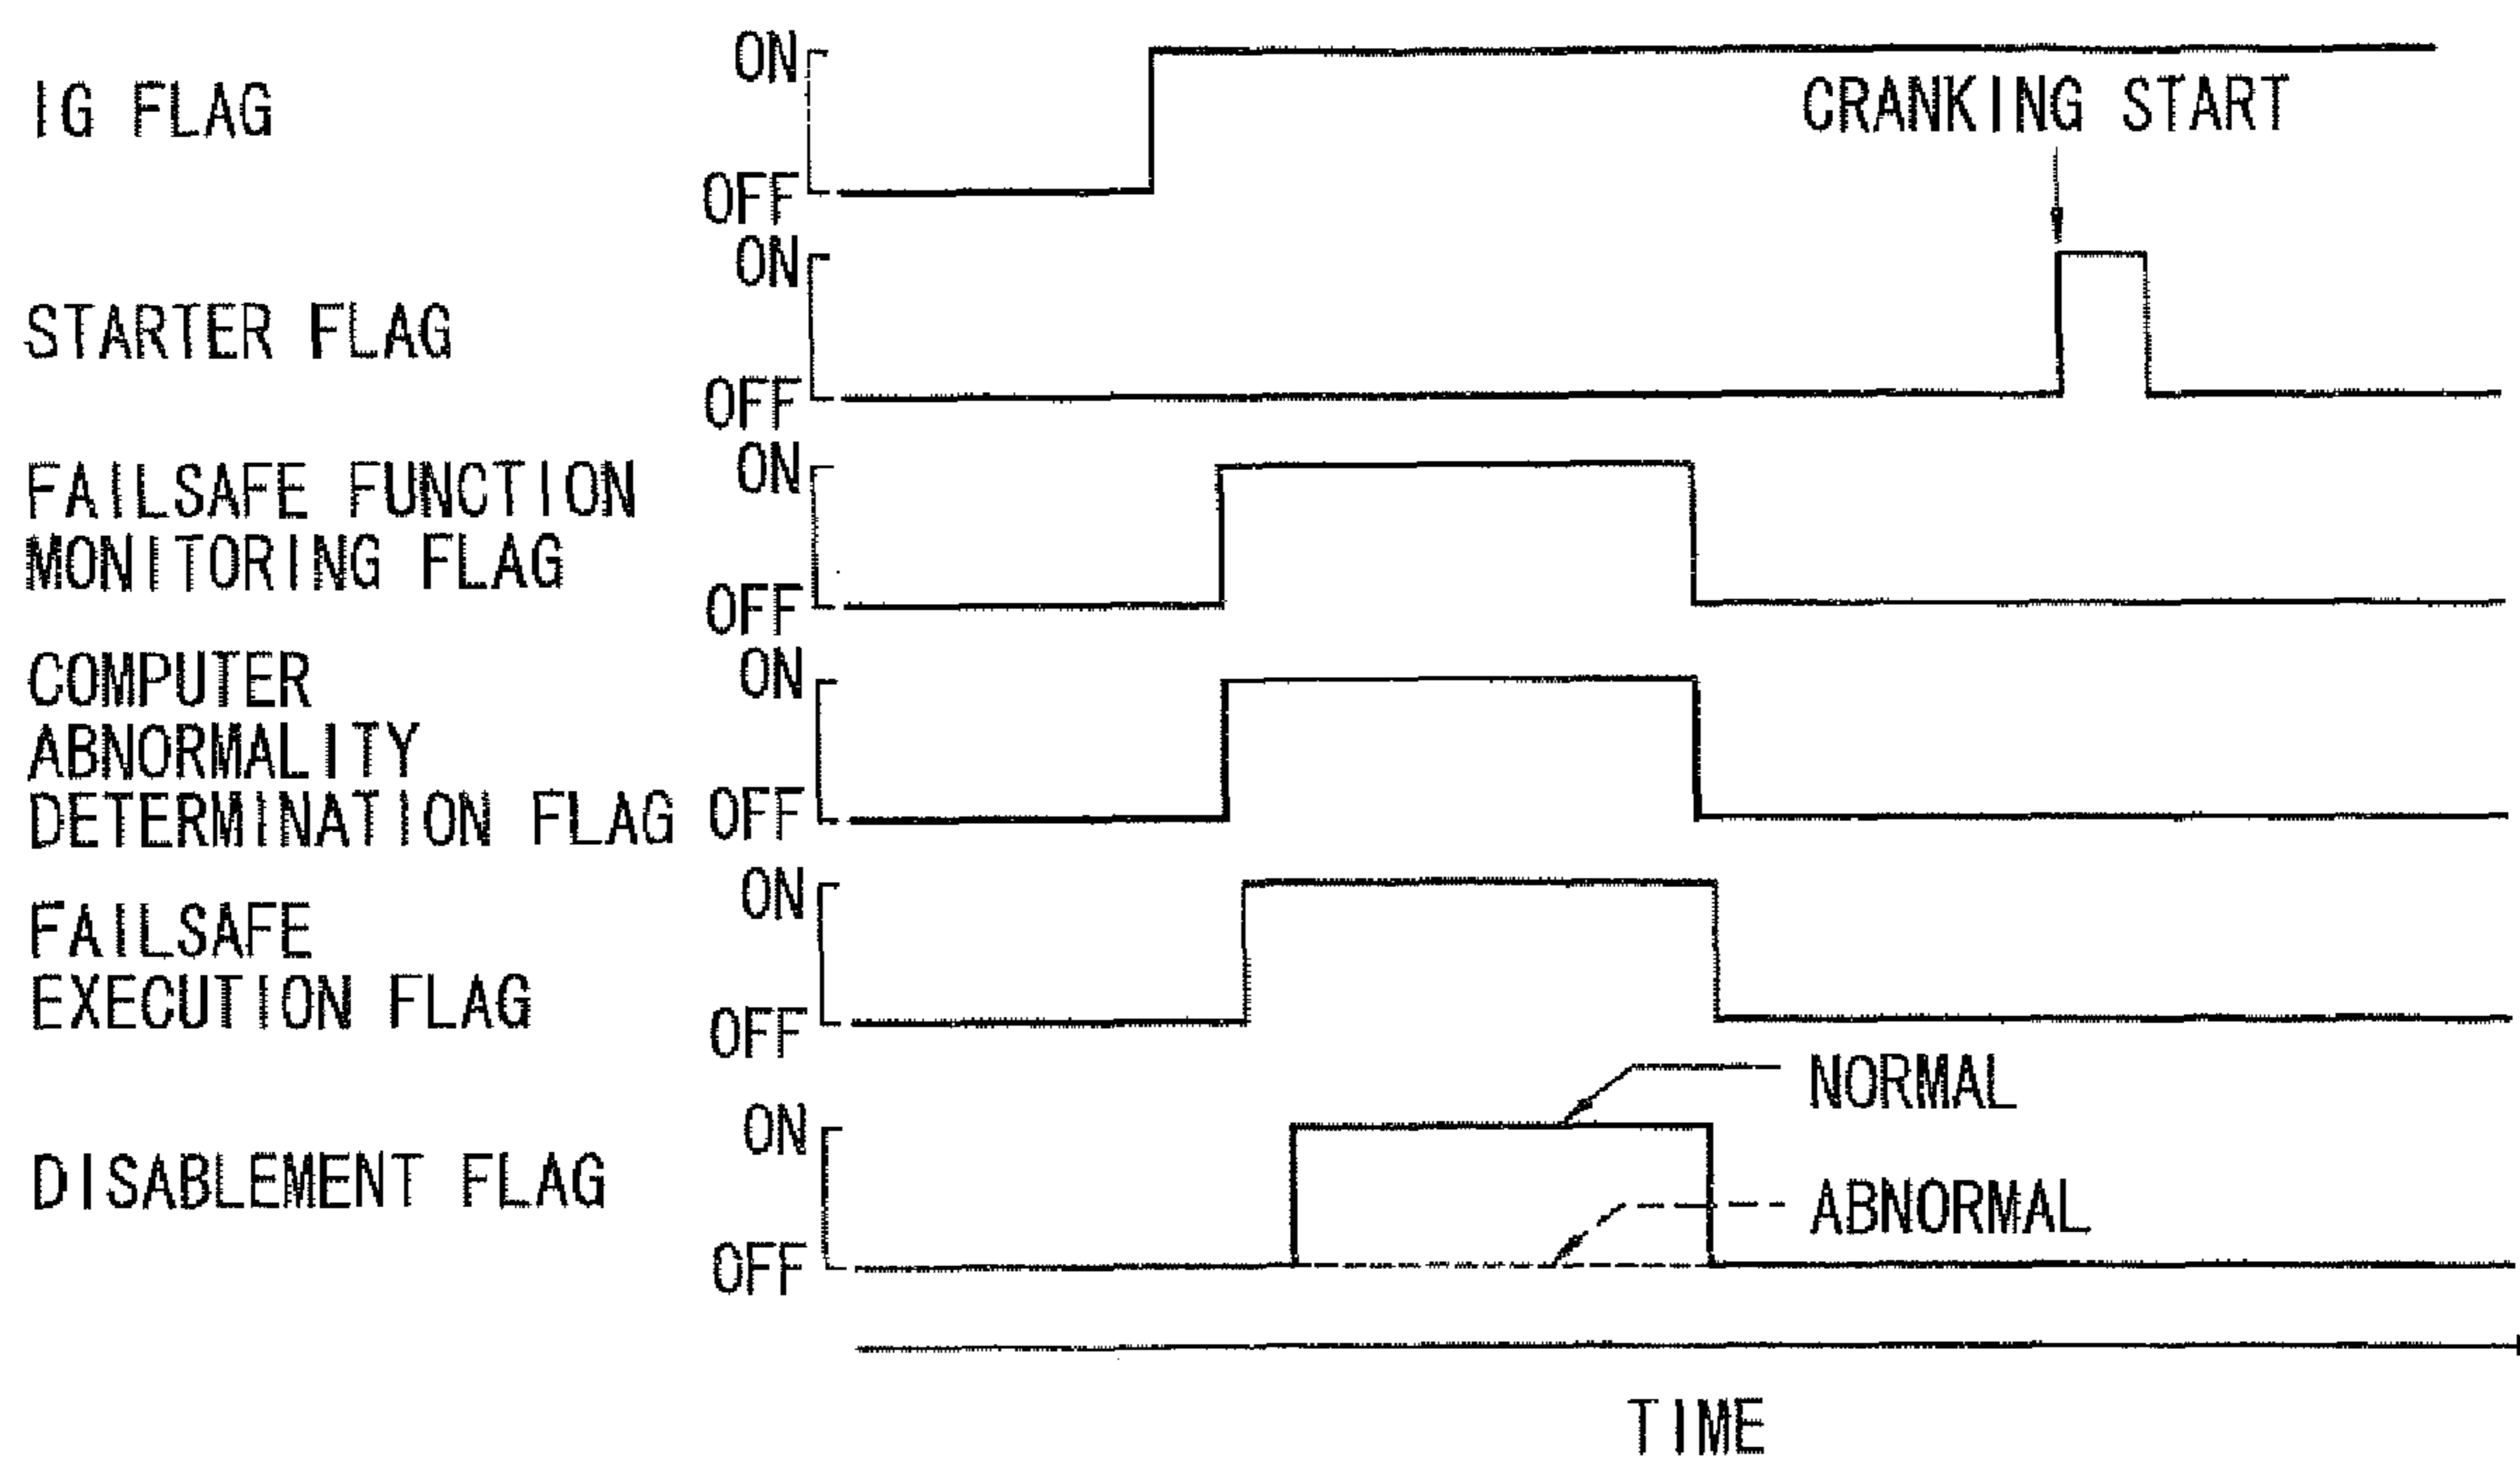 ON
IG FLAG
CRANKING START
OFF
ON
STARTER FLAG
OFF
ON
FAILSAFE FUNCTION
MONITORING FLAG
OFF
COMPUTER
ON
ABNORMALITY
DETERMINATION FLAG
OFF
ON
FAILSAFE
EXECUTION FLAG
OFF
NORMAL
ON
DISABLEMENT FLAG
ABNORMAL
OFF
TIME